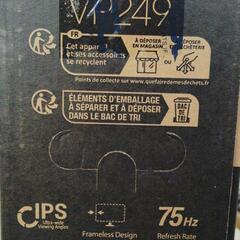 VP249
FR
Cet appareil
et ses accessoires
se recyclent
À DÉPOSER
EN MAGASIN
À DÉPOSER
EN DÉCHÈTERIE
Points de collecte sur www.quefairedemesdechets.fr
ÉLÉMENTS D'EMBALLAGE
À SÉPARER ET À DÉPOSER
DANS LE BAC DE TRI
BAC
DE
TRI
IPS
Ultra-wide
Viewing Angles
Frameless Design
75Hz
Refresh Rate